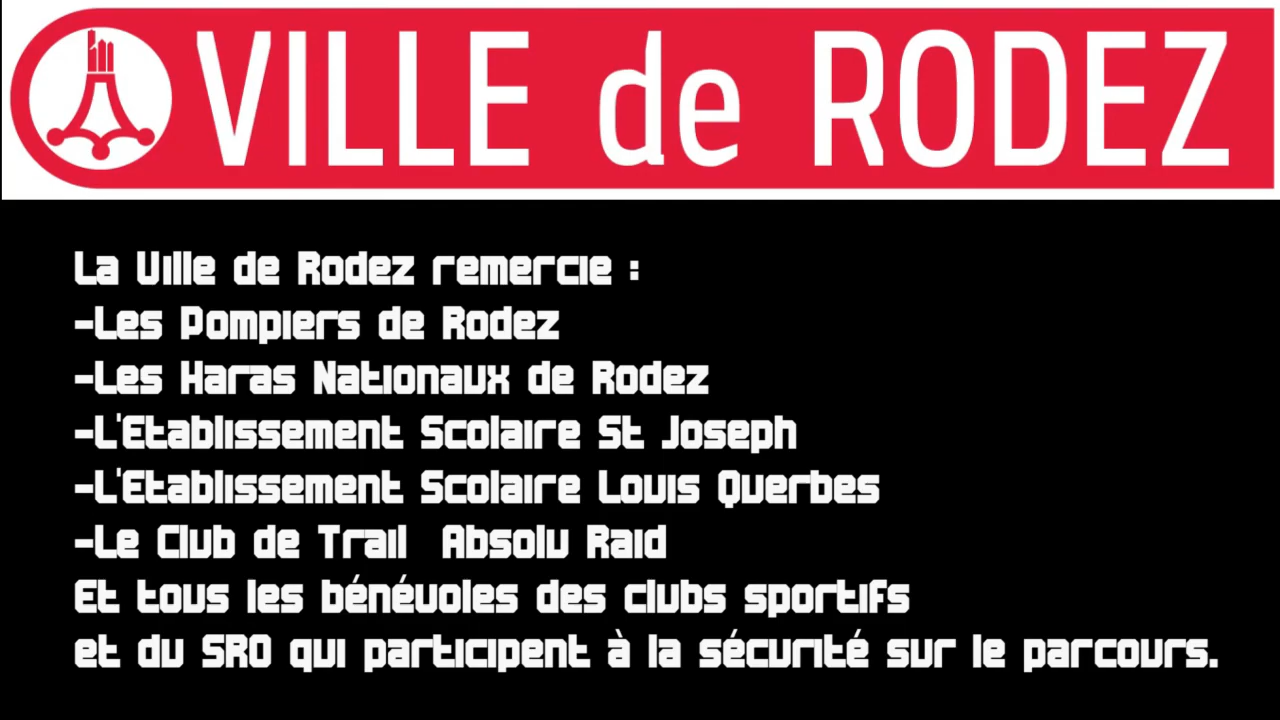 VILLE de RODEZ
La Ville de Rodez remercie :
-Les Pompiers de Rodez
-Les Haras Nationaux de Rodez
-L'Etablissement Scolaire St Joseph
-L'Etablissement Scolaire Louis Querbes
-Le Club de Trail  Absolu Raid
Et tous les bénévoles des clubs sportifs
et du SRO qui participent à la sécurité sur le parcours.